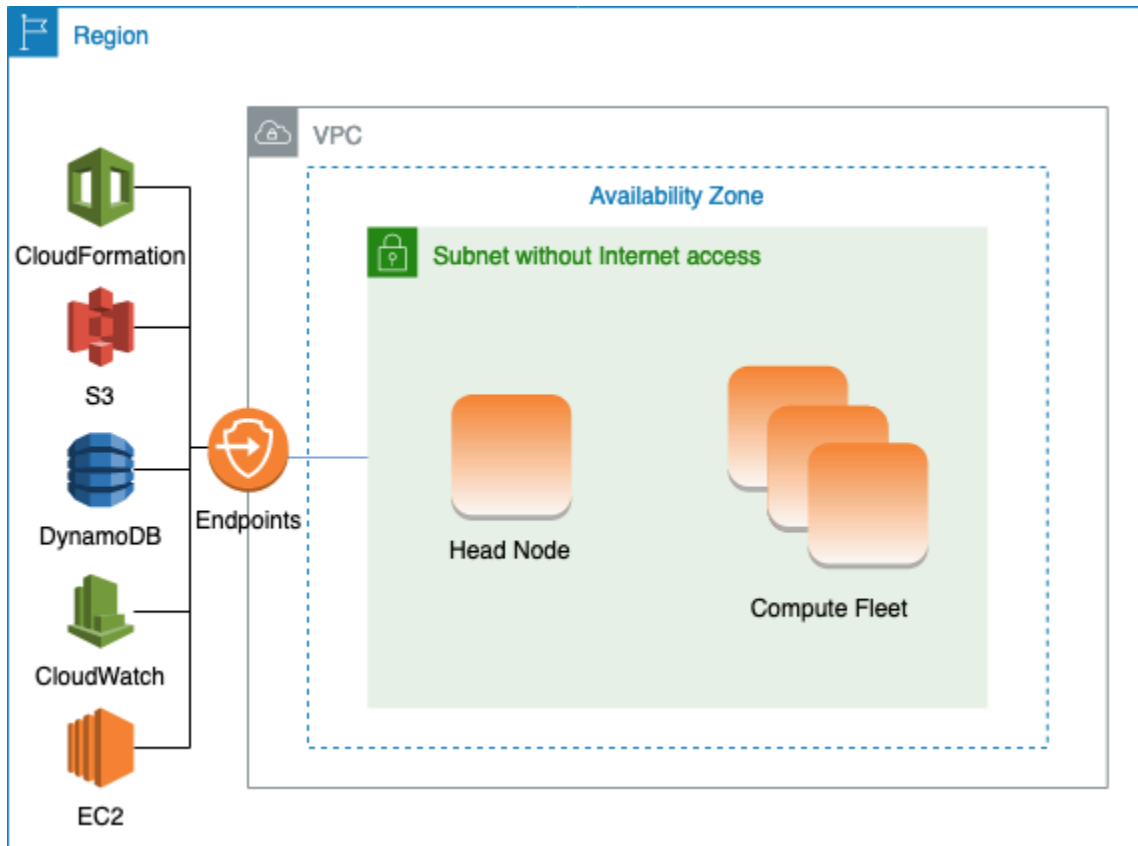 Region
VPC
Availability Zone
Subnet without Internet access
CloudFormation
S3
DynamoDB
CloudWatch
EC2
Endpoints
Head Node
Compute Fleet